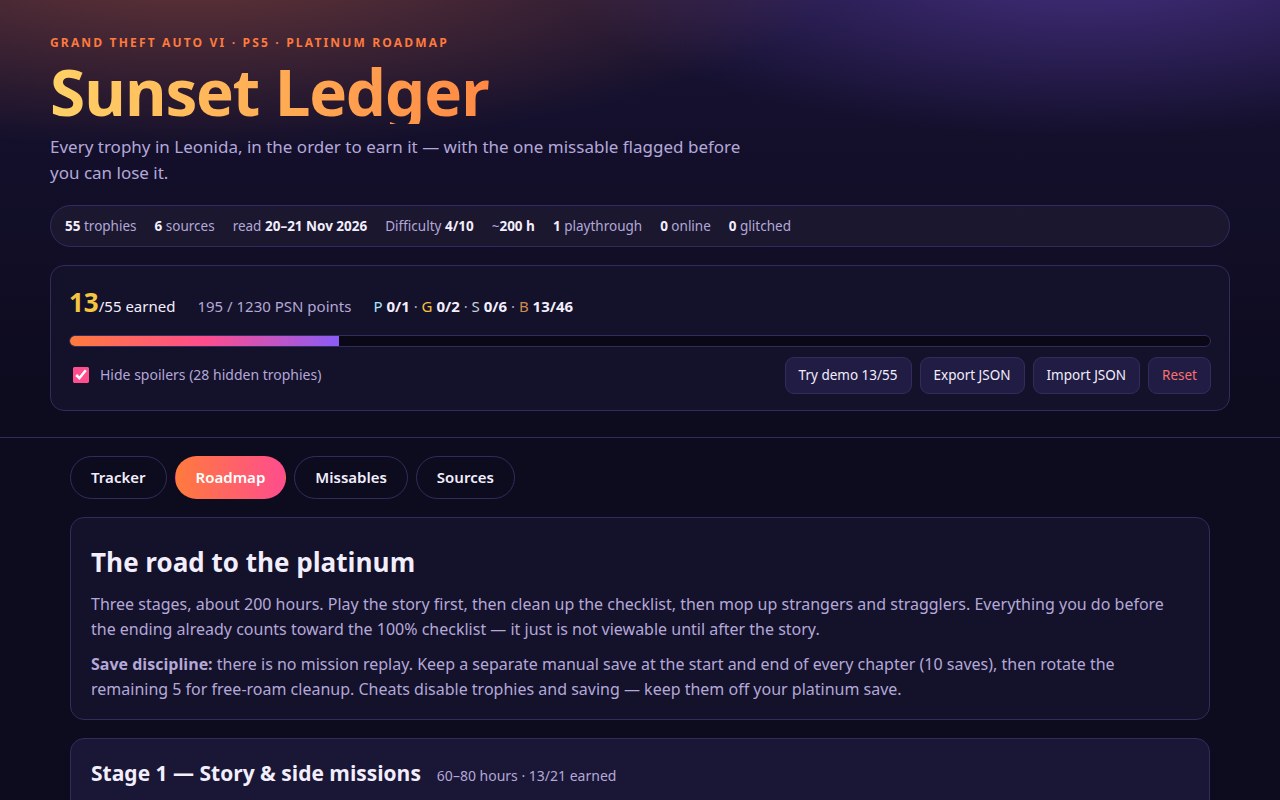 GRAND THEFT AUTO VI · PS5 · PLATINUM ROADMAP
Sunset Ledger
Every trophy in Leonida, in the order to earn it — with the one missable flagged before
you can lose it.
55 trophies 6 sources read 20–21 Nov 2026 Difficulty 4/10 ~200 h 1 playthrough 0 online 0 glitched
13/55 earned 195 / 1230 PSN points P 0/1 · G 0/2 · S 0/6 · B 13/46
Hide spoilers (28 hidden trophies) Try demo 13/55 Export JSON Import JSON Reset
Tracker Roadmap Missables Sources
The road to the platinum
Three stages, about 200 hours. Play the story first, then clean up the checklist, then mop up strangers and stragglers. Everything you do before
the ending already counts toward the 100% checklist — it just is not viewable until after the story.
Save discipline: there is no mission replay. Keep a separate manual save at the start and end of every chapter (10 saves), then rotate the
remaining 5 for free-roam cleanup. Cheats disable trophies and saving — keep them off your platinum save.
Stage 1 — Story & side missions 60–80 hours · 13/21 earned